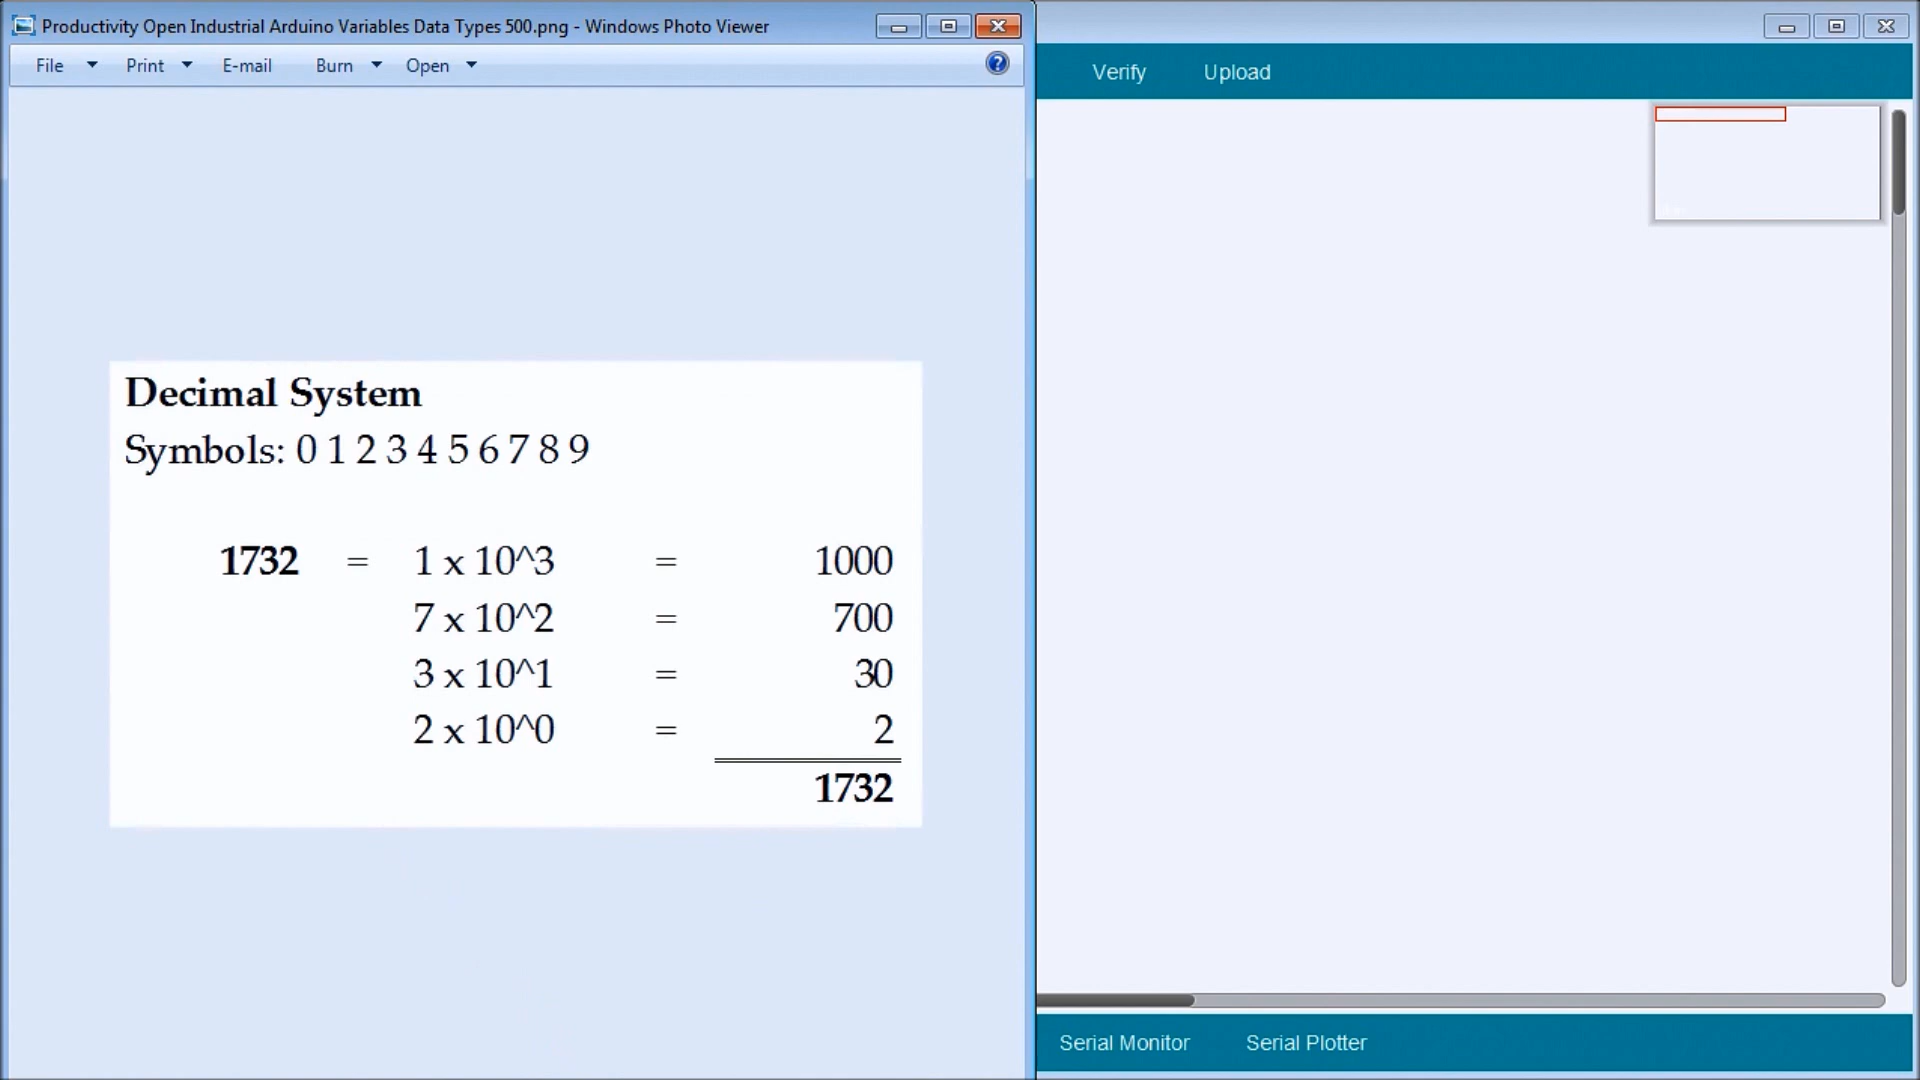 Productivity Open Industrial Arduino Variables Data Types 500.png - Windows Photo Viewer
File Print E-mail Burn Open
Verify Upload
Decimal System
Symbols: 0 1 2 3 4 5 6 7 8 9
1732 = 1 x 10^3 = 1000
7 x 10^2 = 700
3 x 10^1 = 30
2 x 10^0 = 2
1732
Serial Monitor Serial Plotter